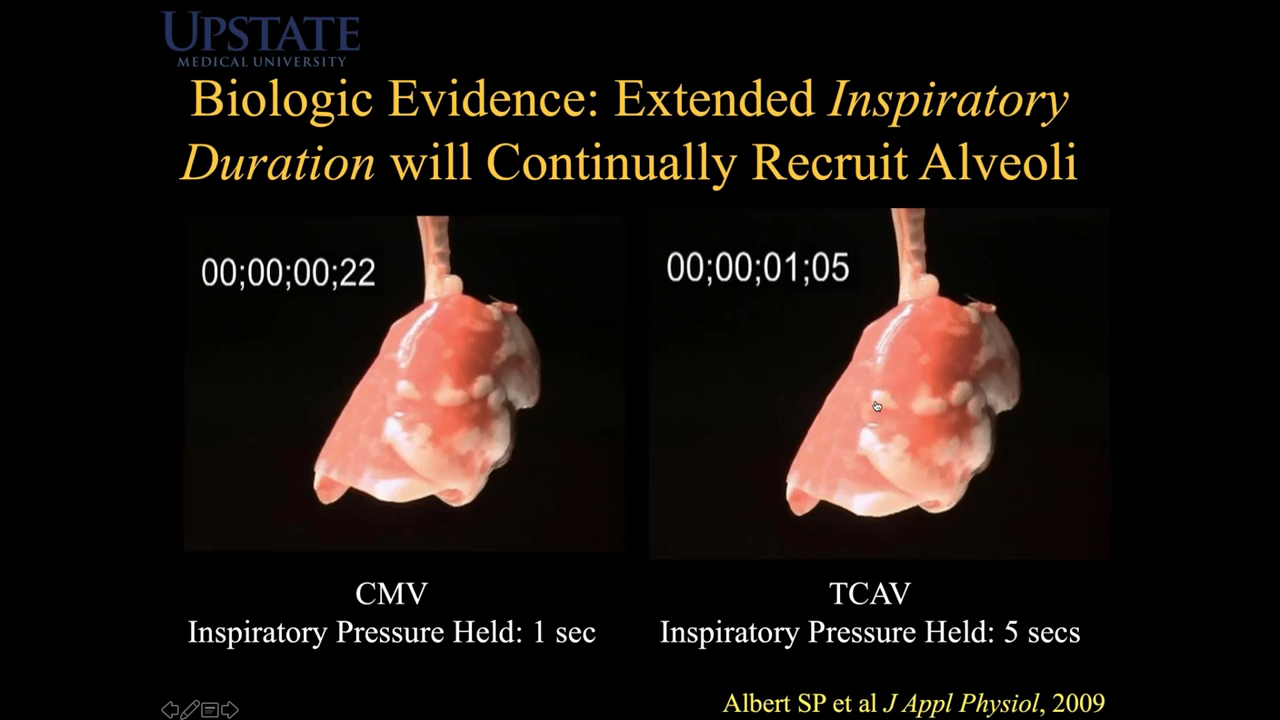 UPSTATE
MEDICAL UNIVERSITY
Biologic Evidence: Extended Inspiratory
Duration will Continually Recruit Alveoli
00;00;00;22
00;00;01;05
CMV
Inspiratory Pressure Held: 1 sec
TCAV
Inspiratory Pressure Held: 5 secs
Albert SP et al J Appl Physiol, 2009